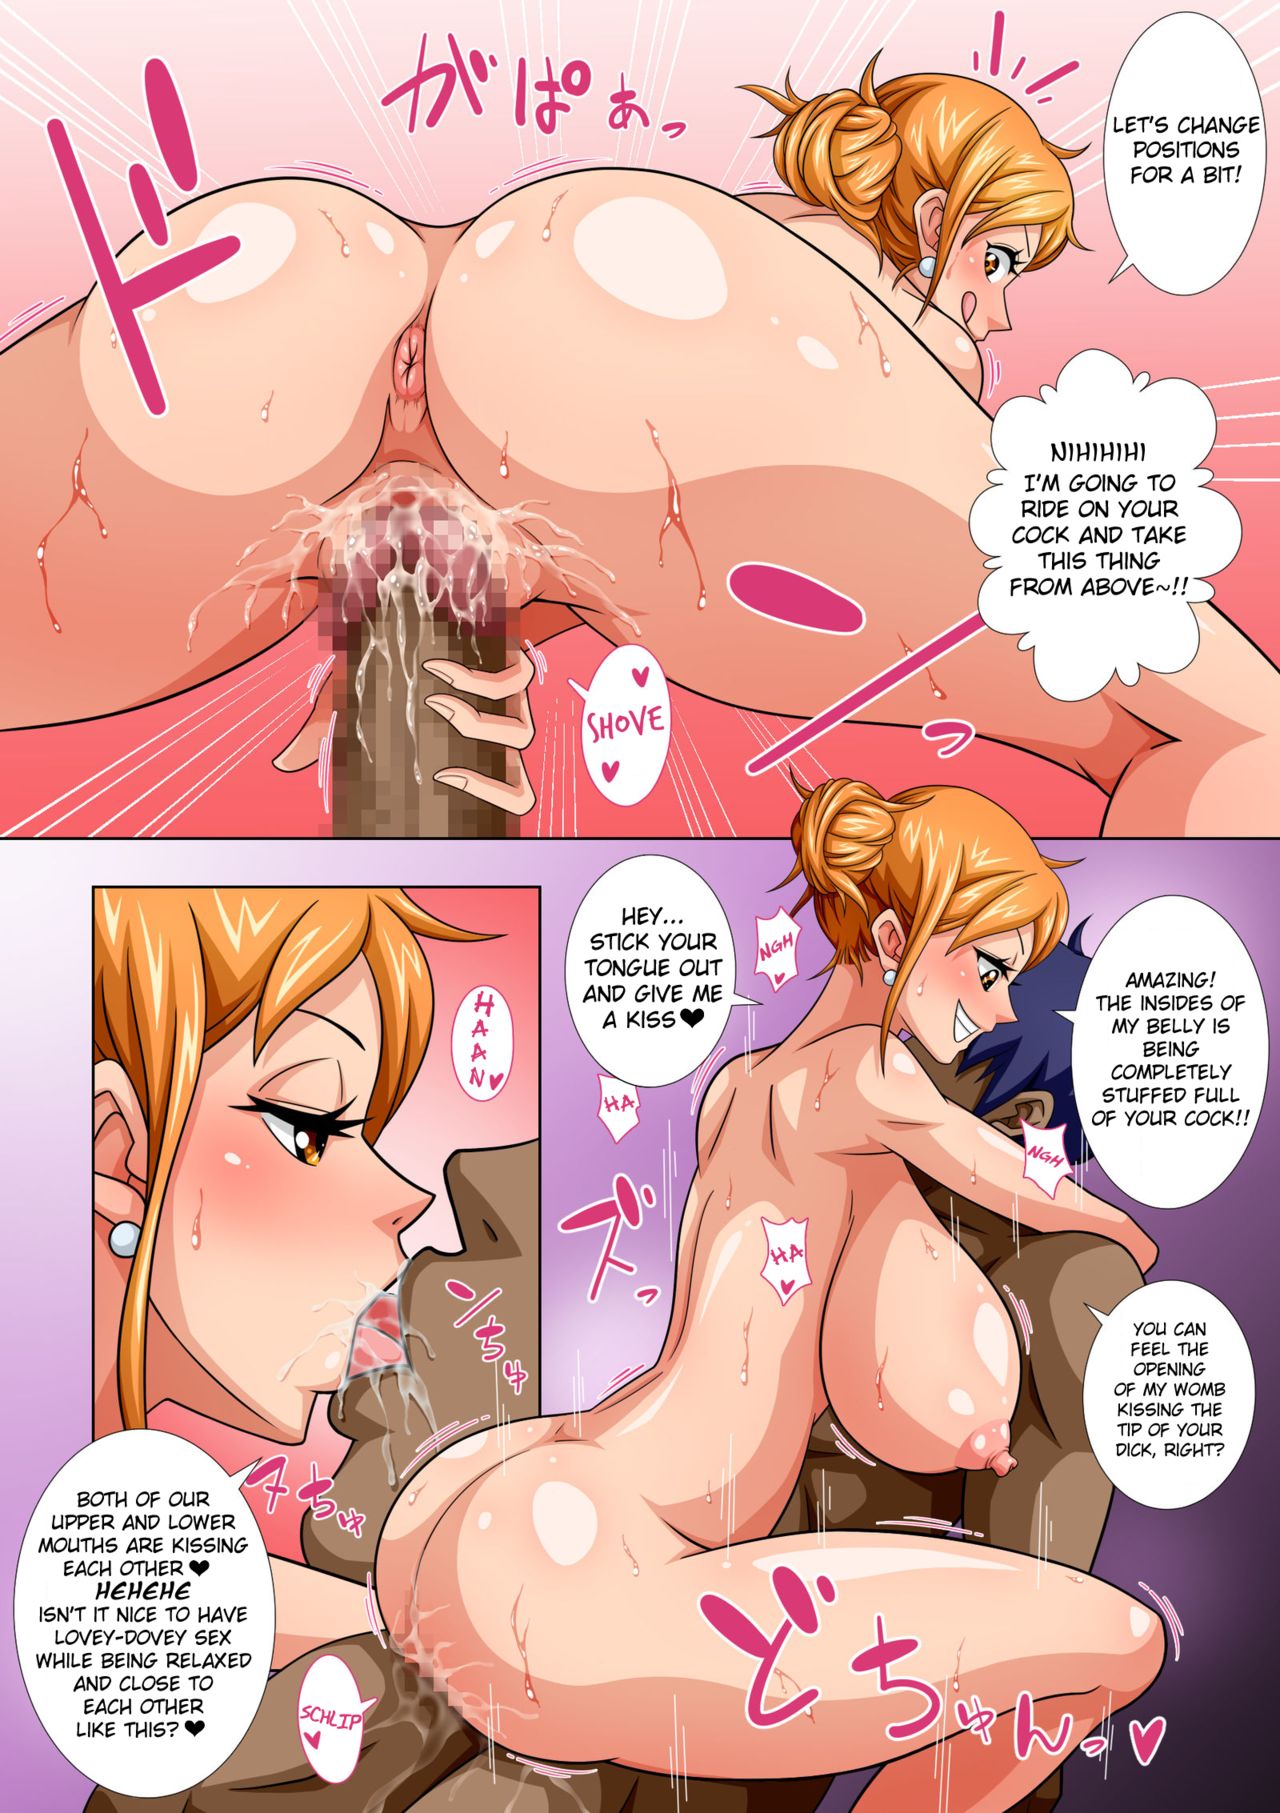 ドーン
がぱぁっ
LET'S CHANGE
POSITIONS
FOR A BIT!
NIHIHIHI
I'M GOING TO
RIDE ON YOUR
COCK AND TAKE
THIS THING
FROM ABOVE~!!
SHOVE
HEY...
STICK YOUR
TONGUE OUT
AND GIVE ME
A KISS♥
NGH
AMAZING!
THE INSIDES OF
MY BELLY IS
BEING
COMPLETELY
STUFFED FULL
OF YOUR COCK!!
HAAN
HA
NGH
HA
ズ
ンちゅ
YOU CAN
FEEL THE
OPENING
OF MY WOMB
KISSING THE
TIP OF YOUR
DICK, RIGHT?
ヌちゅ
BOTH OF OUR
UPPER AND LOWER
MOUTHS ARE KISSING
EACH OTHER♥
HEHEHE
ISN'T IT NICE TO HAVE
LOVEY-DOVEY SEX
WHILE BEING RELAXED
AND CLOSE TO
EACH OTHER
LIKE THIS?♥
SCHLIP
どちゅんっ♥